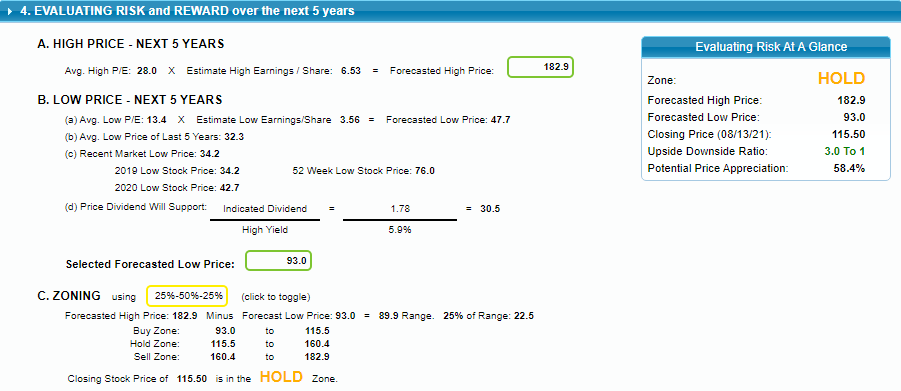 4. EVALUATING RISK and REWARD over the next 5 years
A. HIGH PRICE - NEXT 5 YEARS
Avg. High P/E: 28.0 X Estimate High Earnings / Share: 6.53 = Forecasted High Price: 182.9
B. LOW PRICE - NEXT 5 YEARS
(a) Avg. Low P/E: 13.4 X Estimate Low Earnings/Share 3.56 = Forecasted Low Price: 47.7
(b) Avg. Low Price of Last 5 Years: 32.3
(c) Recent Market Low Price: 34.2
2019 Low Stock Price: 34.2 52 Week Low Stock Price: 76.0
2020 Low Stock Price: 42.7
(d) Price Dividend Will Support: Indicated Dividend = 1.78 = 30.5
High Yield 5.9%
Selected Forecasted Low Price: 93.0
C. ZONING using 25%-50%-25% (click to toggle)
Forecasted High Price: 182.9 Minus Forecast Low Price: 93.0 = 89.9 Range. 25% of Range: 22.5
Buy Zone: 93.0 to 115.5
Hold Zone: 115.5 to 160.4
Sell Zone: 160.4 to 182.9
Closing Stock Price of 115.50 is in the HOLD Zone.
Evaluating Risk At A Glance
Zone: HOLD
Forecasted High Price: 182.9
Forecasted Low Price: 93.0
Closing Price (08/13/21): 115.50
Upside Downside Ratio: 3.0 To 1
Potential Price Appreciation: 58.4%